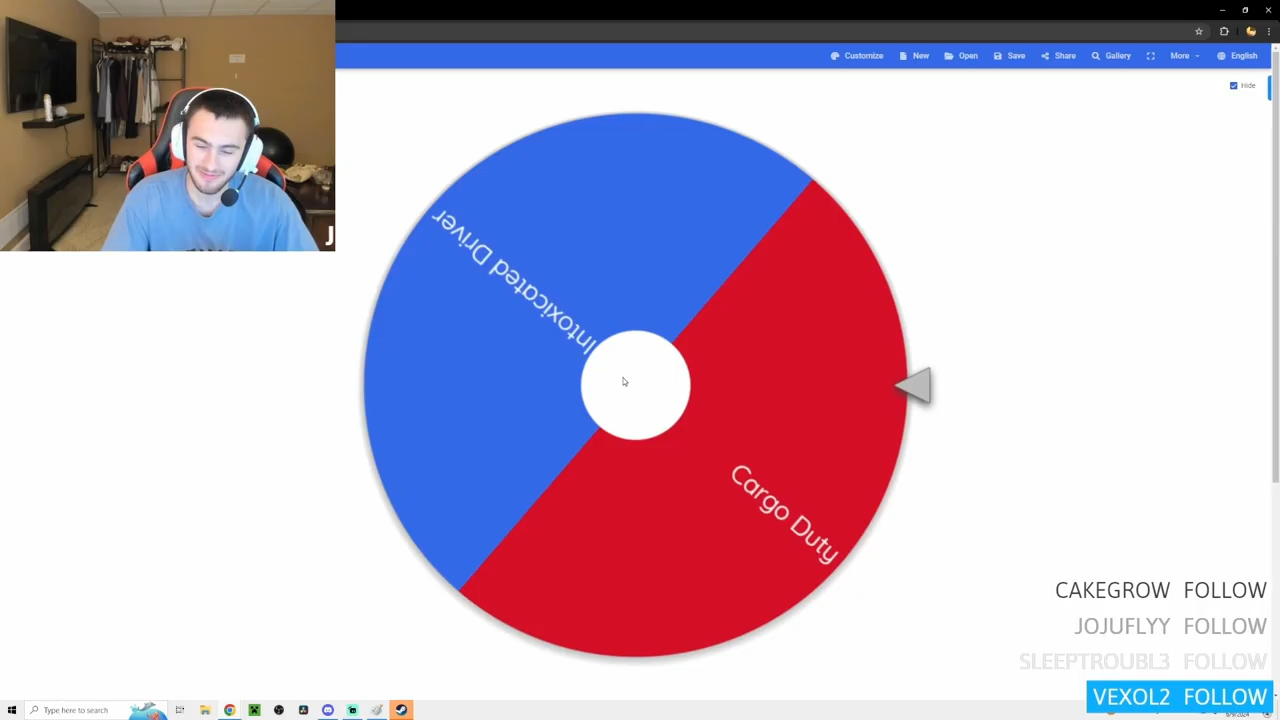 Customize New Open Save Share Gallery More English
Hide
Intoxicated Driver
Cargo Duty
J
CAKEGROW FOLLOW
JOJUFLYY FOLLOW
SLEEPTROUBL3 FOLLOW
VEXOL2 FOLLOW
Type here to search